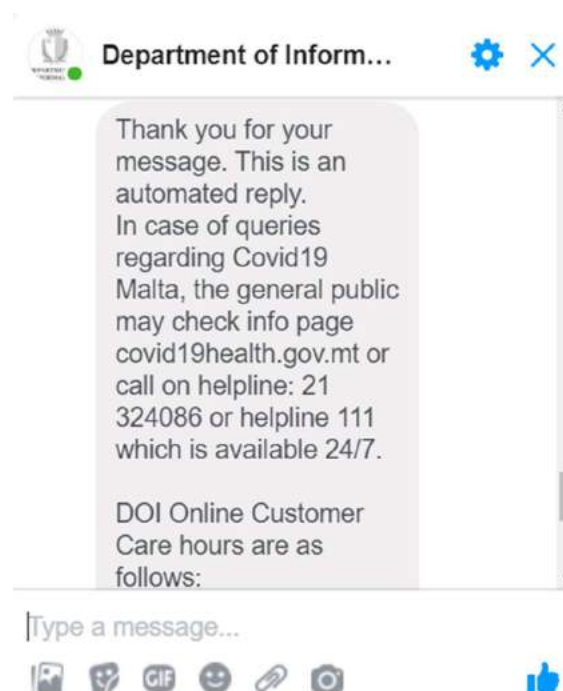 Department of Inform...
Thank you for your
message. This is an
automated reply.
In case of queries
regarding Covid19
Malta, the general public
may check info page
covid19health.gov.mt or
call on helpline: 21
324086 or helpline 111
which is available 24/7.
DOI Online Customer
Care hours are as
follows:
Type a message...
GIF